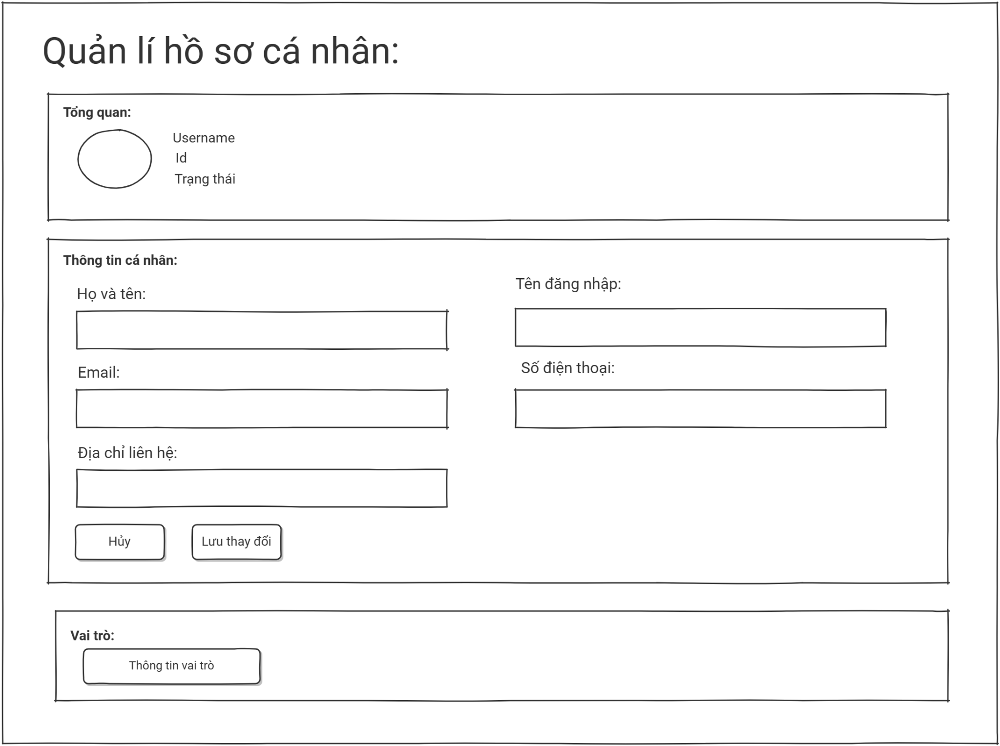 Quản lí hồ sơ cá nhân:
Tổng quan:
Username
Id
Trạng thái
Thông tin cá nhân:
Họ và tên:
Tên đăng nhập:
Email:
Số điện thoại:
Địa chỉ liên hệ:
Hủy
Lưu thay đổi
Vai trò:
Thông tin vai trò